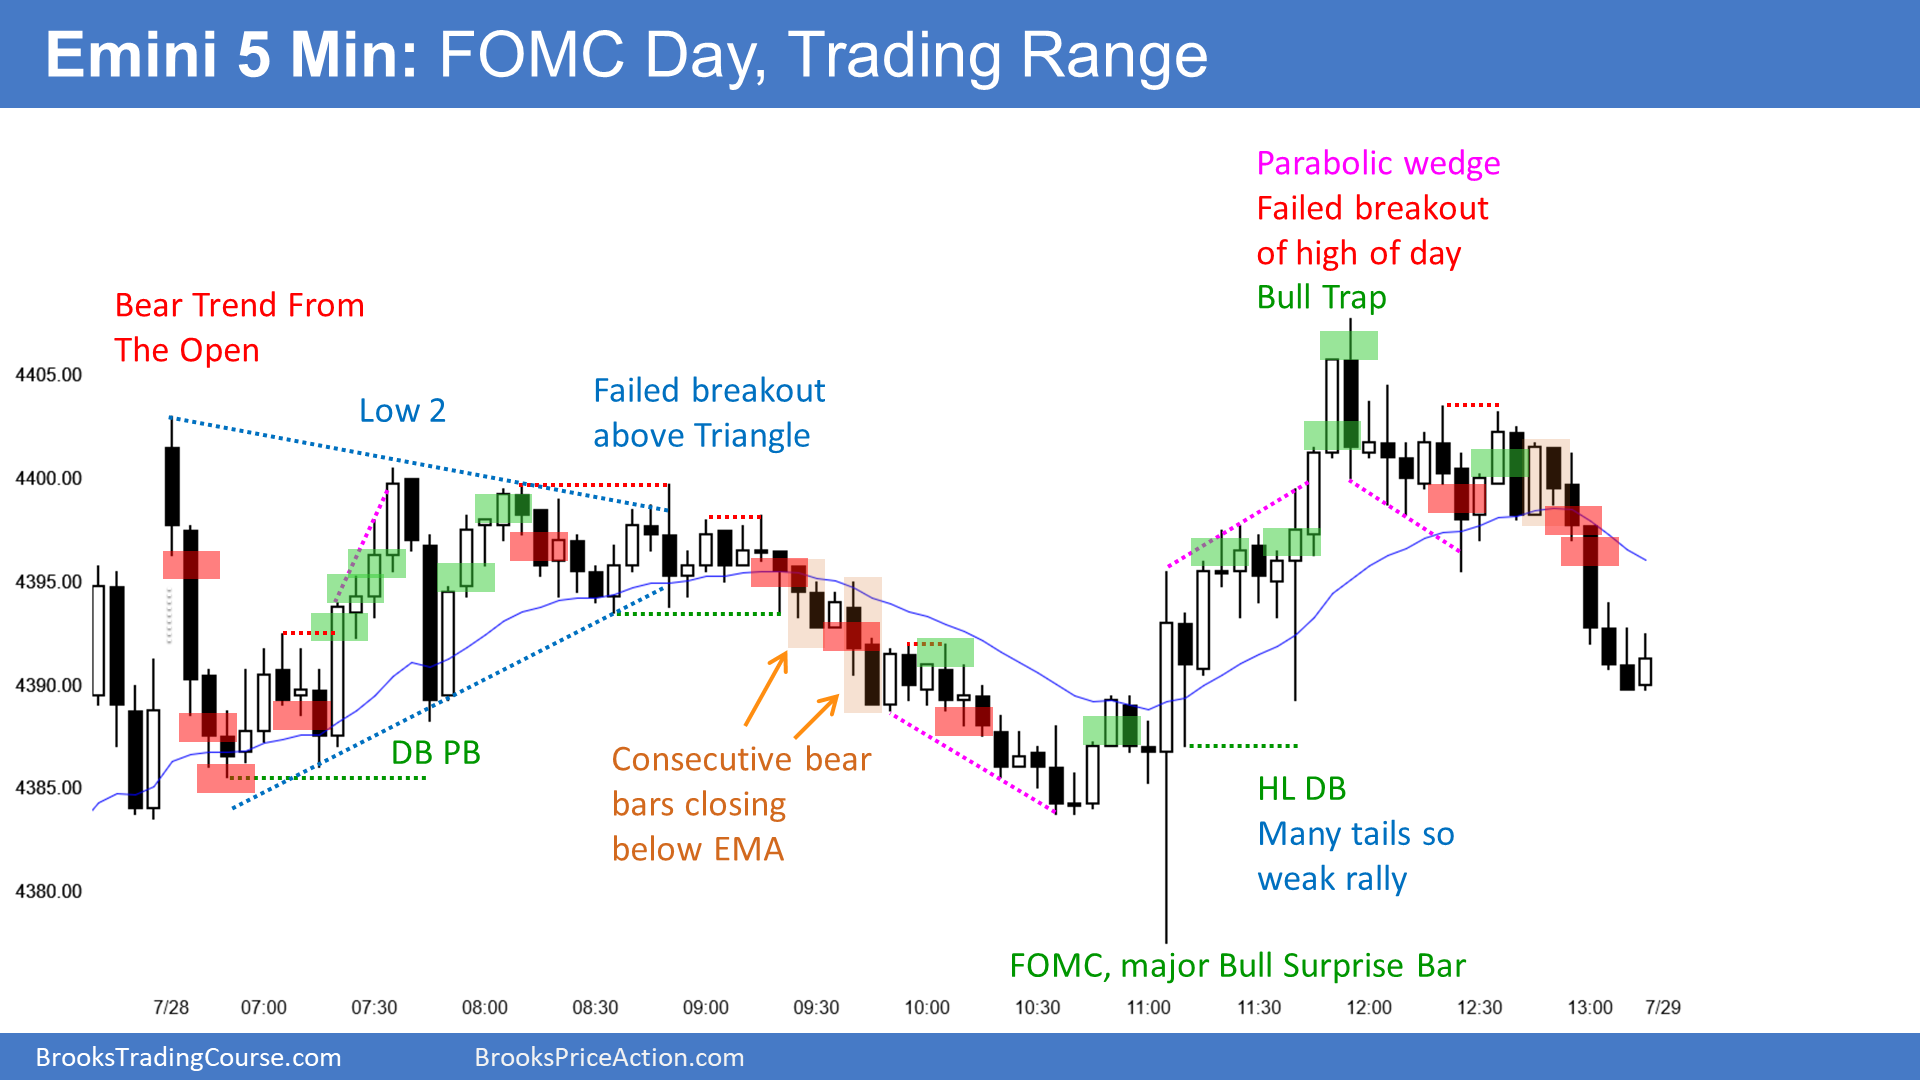 Emini 5 Min: FOMC Day, Trading Range
Parabolic wedge
Failed breakout
of high of day
Bull Trap
Bear Trend From
The Open
4405.00
Low 2
Failed breakout
above Triangle
4400.00
4395.00
4390.00
DB PB
Consecutive bear
bars closing
below EMA
4385.00
HL DB
Many tails so
weak rally
4380.00
FOMC, major Bull Surprise Bar
7/28 07:00 07:30 08:00 08:30 09:00 09:30 10:00 10:30 11:00 11:30 12:00 12:30 13:00 7/29
BrooksTradingCourse.com BrooksPriceAction.com